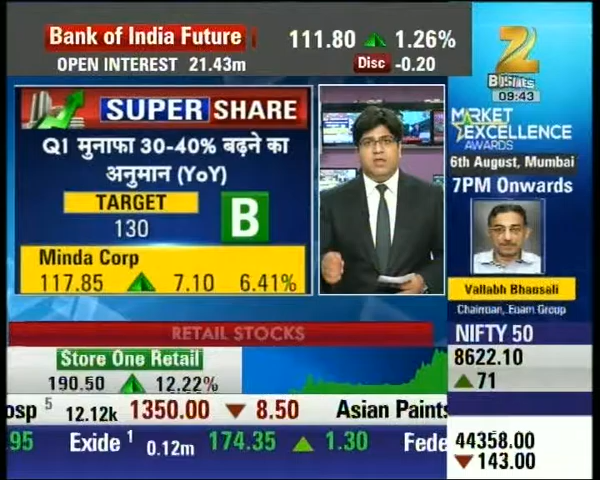 Bank of India Future
111.80 ▲ 1.26%
OPEN INTEREST 21.43m
Disc -0.20
SUPER SHARE
Q1 मुनाफा 30-40% बढ़ने का
अनुमान (YoY)
TARGET
130
B
Minda Corp
117.85 ▲ 7.10 6.41%
Z
BUSINESS
09:43
MARKET
EXCELLENCE
AWARDS
6th August, Mumbai
7PM Onwards
Vallabh Bhansali
Chairman, Enam Group
RETAIL STOCKS
Store One Retail
190.50 ▲ 12.22%
NIFTY 50
8622.10
▲ 71
osp 5 12.12k 1350.00 ▼ 8.50 Asian Paints
.95 Exide 1 0.12m 174.35 ▲ 1.30 Fede
44358.00
▼ 143.00